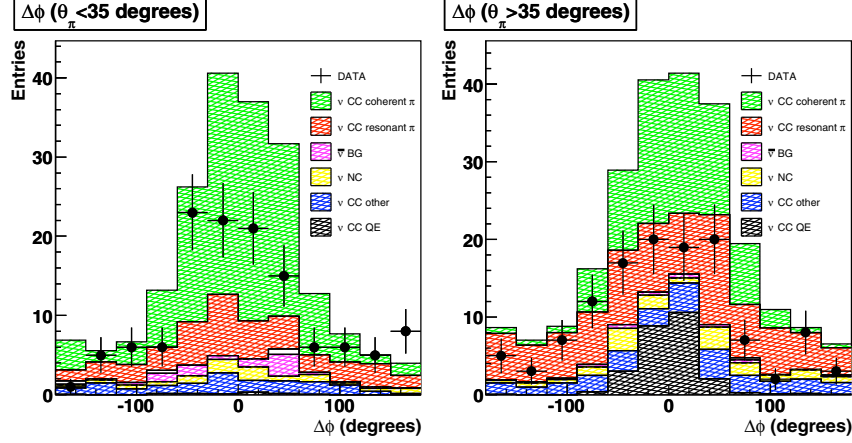 Δφ (θπ<35 degrees)
Entries
40
30
20
10
0
-100
0
100
Δφ (degrees)
DATA
ν CC coherent π
ν CC resonant π
ν̅ BG
ν NC
ν CC other
ν CC QE
Δφ (θπ>35 degrees)
Entries
40
30
20
10
0
-100
0
100
Δφ (degrees)
DATA
ν CC coherent π
ν CC resonant π
ν̅ BG
ν NC
ν CC other
ν CC QE